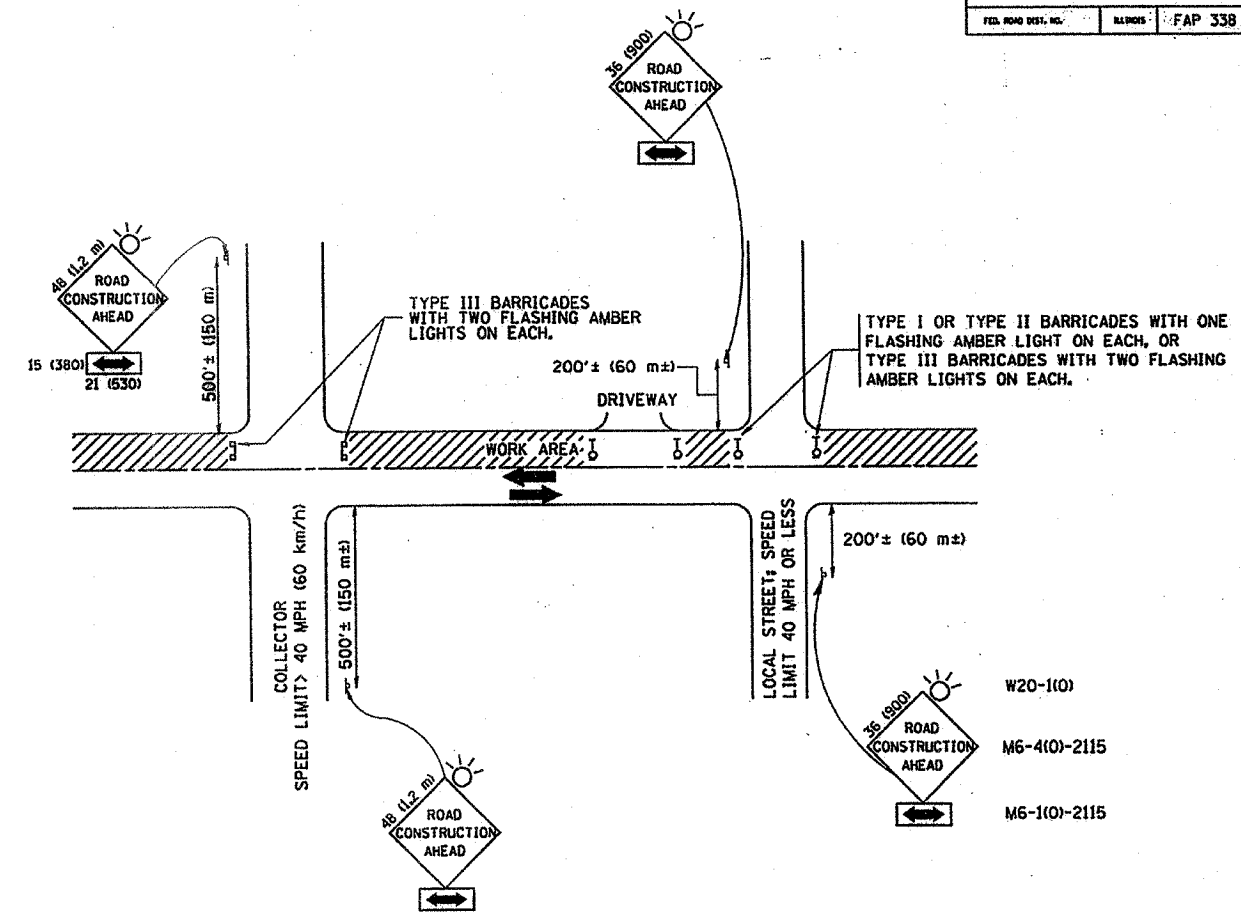 FED. ROAD DIST. NO.
ILLINOIS
FAP 338
36 (900)
ROAD
CONSTRUCTION
AHEAD
48 (1.2 m)
ROAD
CONSTRUCTION
AHEAD
15 (380)
21 (530)
500'± (150 m)
TYPE III BARRICADES
WITH TWO FLASHING AMBER
LIGHTS ON EACH.
200'± (60 m±)
DRIVEWAY
TYPE I OR TYPE II BARRICADES WITH ONE
FLASHING AMBER LIGHT ON EACH, OR
TYPE III BARRICADES WITH TWO FLASHING
AMBER LIGHTS ON EACH.
WORK AREA
COLLECTOR
SPEED LIMIT> 40 MPH (60 km/h)
500'± (150 m±)
LOCAL STREET; SPEED
LIMIT 40 MPH OR LESS
200'± (60 m±)
48 (1.2 m)
ROAD
CONSTRUCTION
AHEAD
36 (900)
ROAD
CONSTRUCTION
AHEAD
W20-1(O)
M6-4(O)-2115
M6-1(O)-2115